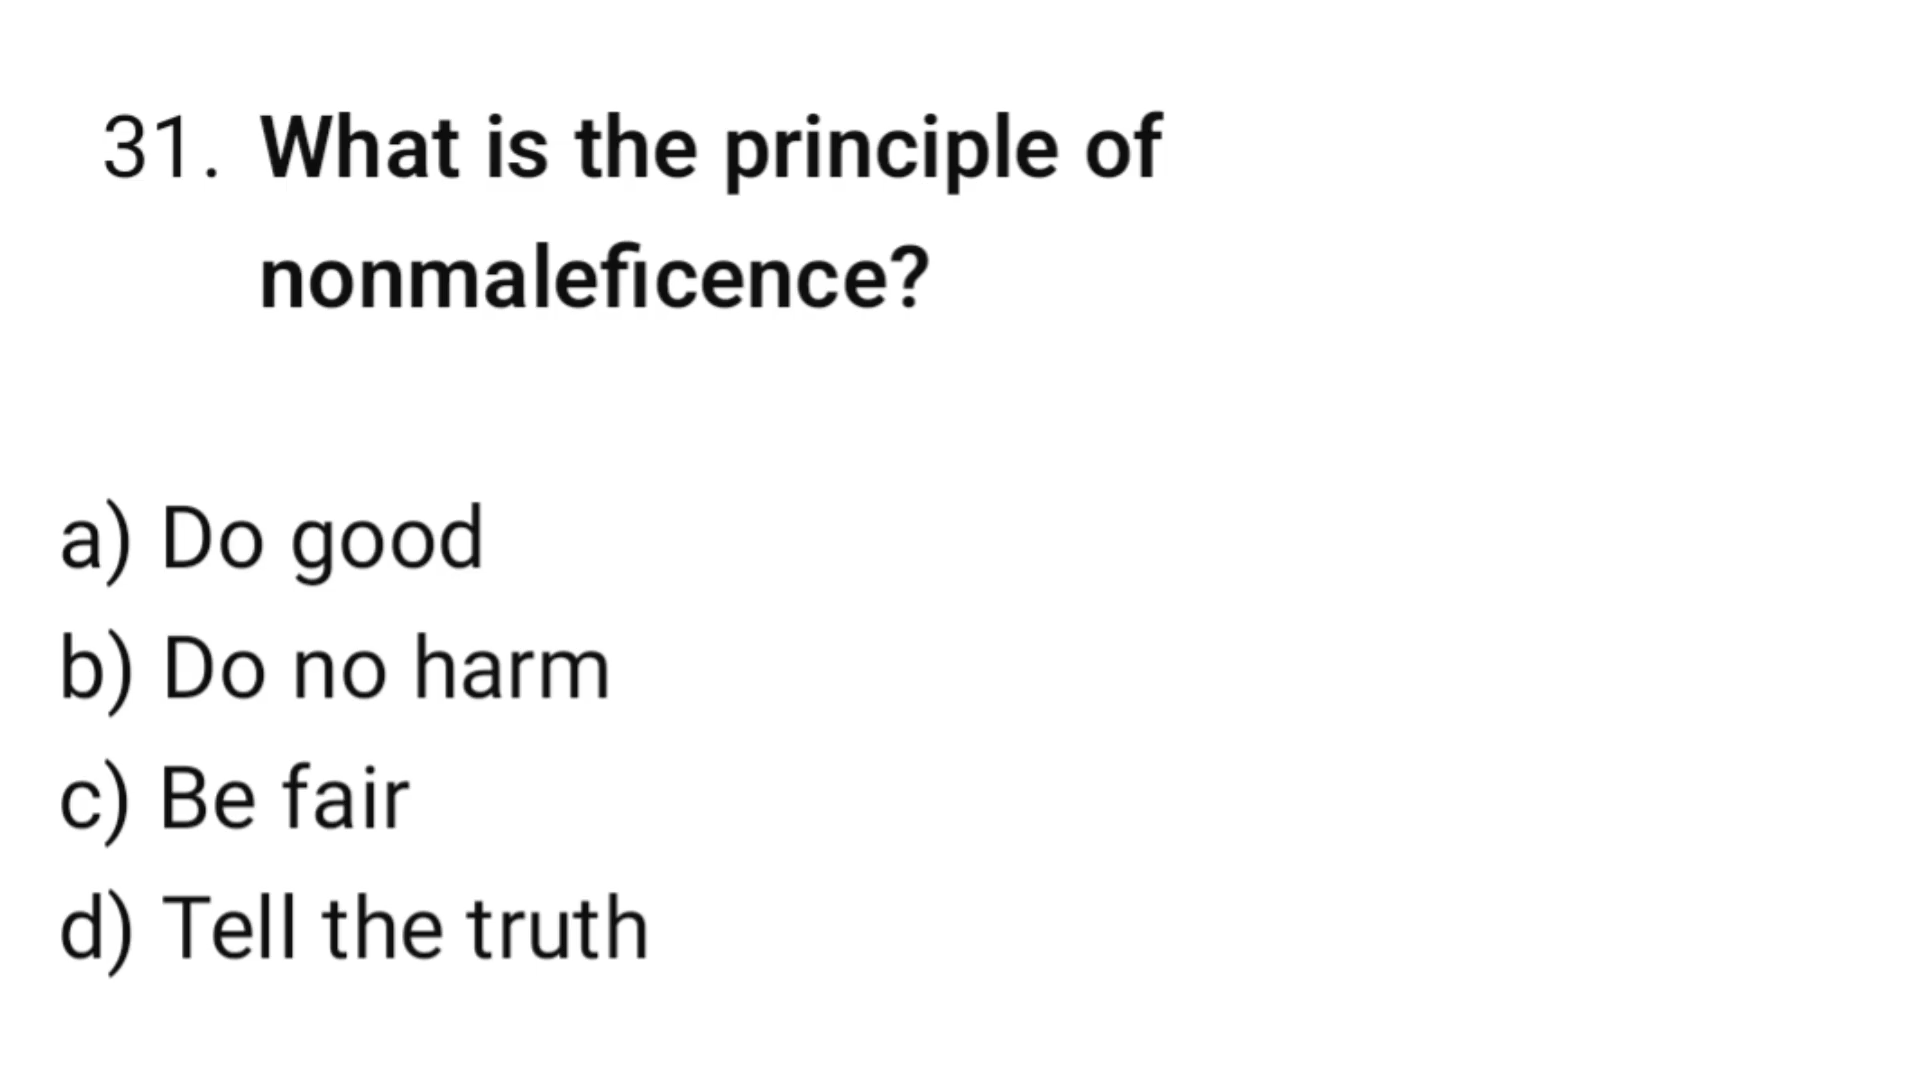 31. What is the principle of
nonmaleficence?
a) Do good
b) Do no harm
c) Be fair
d) Tell the truth